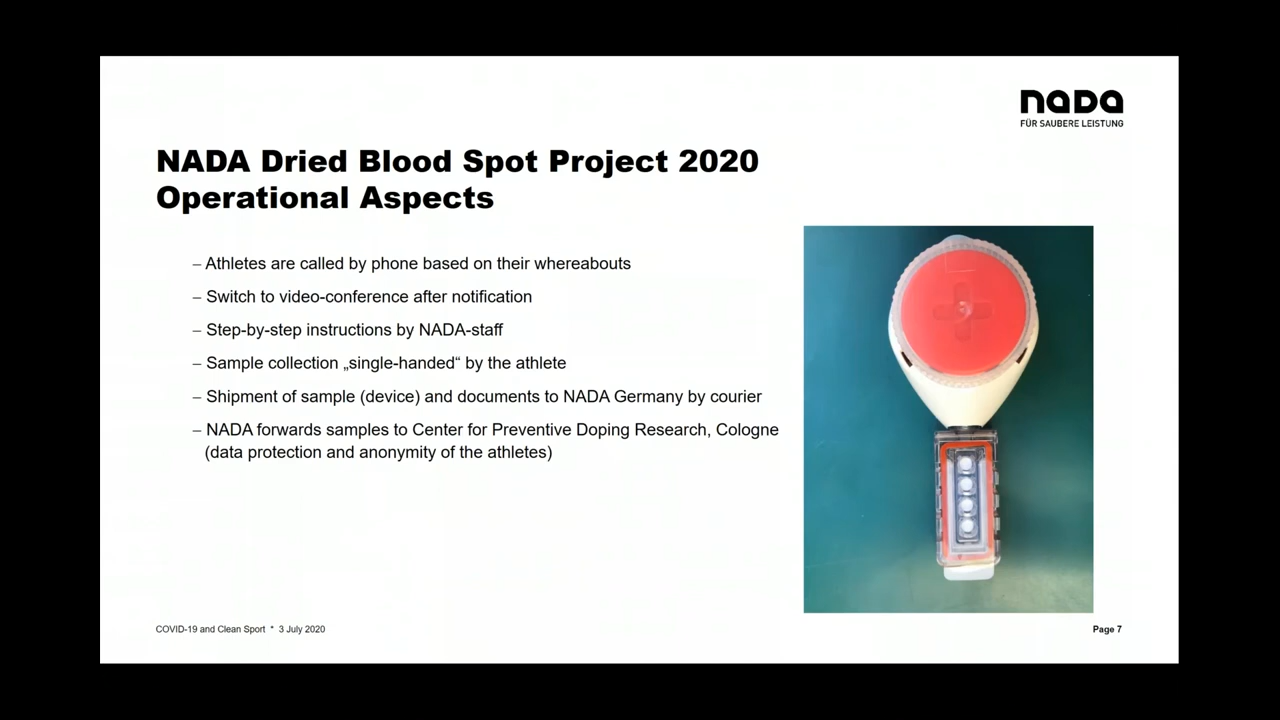 naDa
FÜR SAUBERE LEISTUNG
NADA Dried Blood Spot Project 2020
Operational Aspects
– Athletes are called by phone based on their whereabouts
– Switch to video-conference after notification
– Step-by-step instructions by NADA-staff
– Sample collection „single-handed“ by the athlete
– Shipment of sample (device) and documents to NADA Germany by courier
– NADA forwards samples to Center for Preventive Doping Research, Cologne
(data protection and anonymity of the athletes)
COVID-19 and Clean Sport * 3 July 2020
Page 7